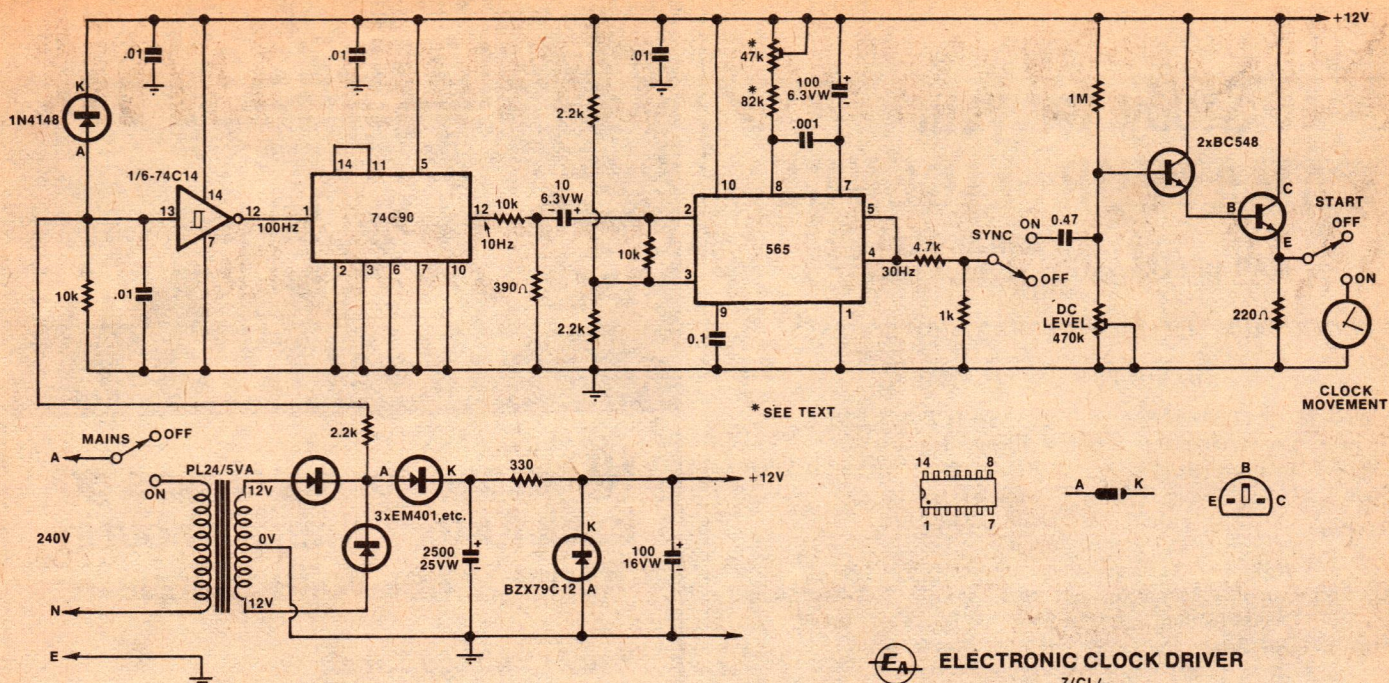 +12V
.01
.01
.01
K
1N4148
A
10k
.01
1/6-74C14
13
14
12
7
100Hz
1
14
11
5
74C90
12
10Hz
2
3
6
7
10
10k
390Ω
10
6.3VW
- +
2.2k
10k
2.2k
*
47k
*
82k
100
6.3VW
+
-
.001
10
8
7
2
565
5
4
3
9
1
0.1
30Hz
4.7k
1k
SYNC
ON
OFF
0.47
1M
DC
LEVEL
470k
2xBC548
B
C
E
220Ω
START
OFF
ON
CLOCK
MOVEMENT
*SEE TEXT
MAINS
OFF
A
ON
240V
N
E
PL24/5VA
12V
0V
12V
2.2k
A
K
3xEM401,etc.
330
+12V
2500
25VW
+
-
K
BZX79C12
A
100
16VW
+
-
14
8
1
7
A
K
B
E
C
EA
ELECTRONIC CLOCK DRIVER
7/CL/